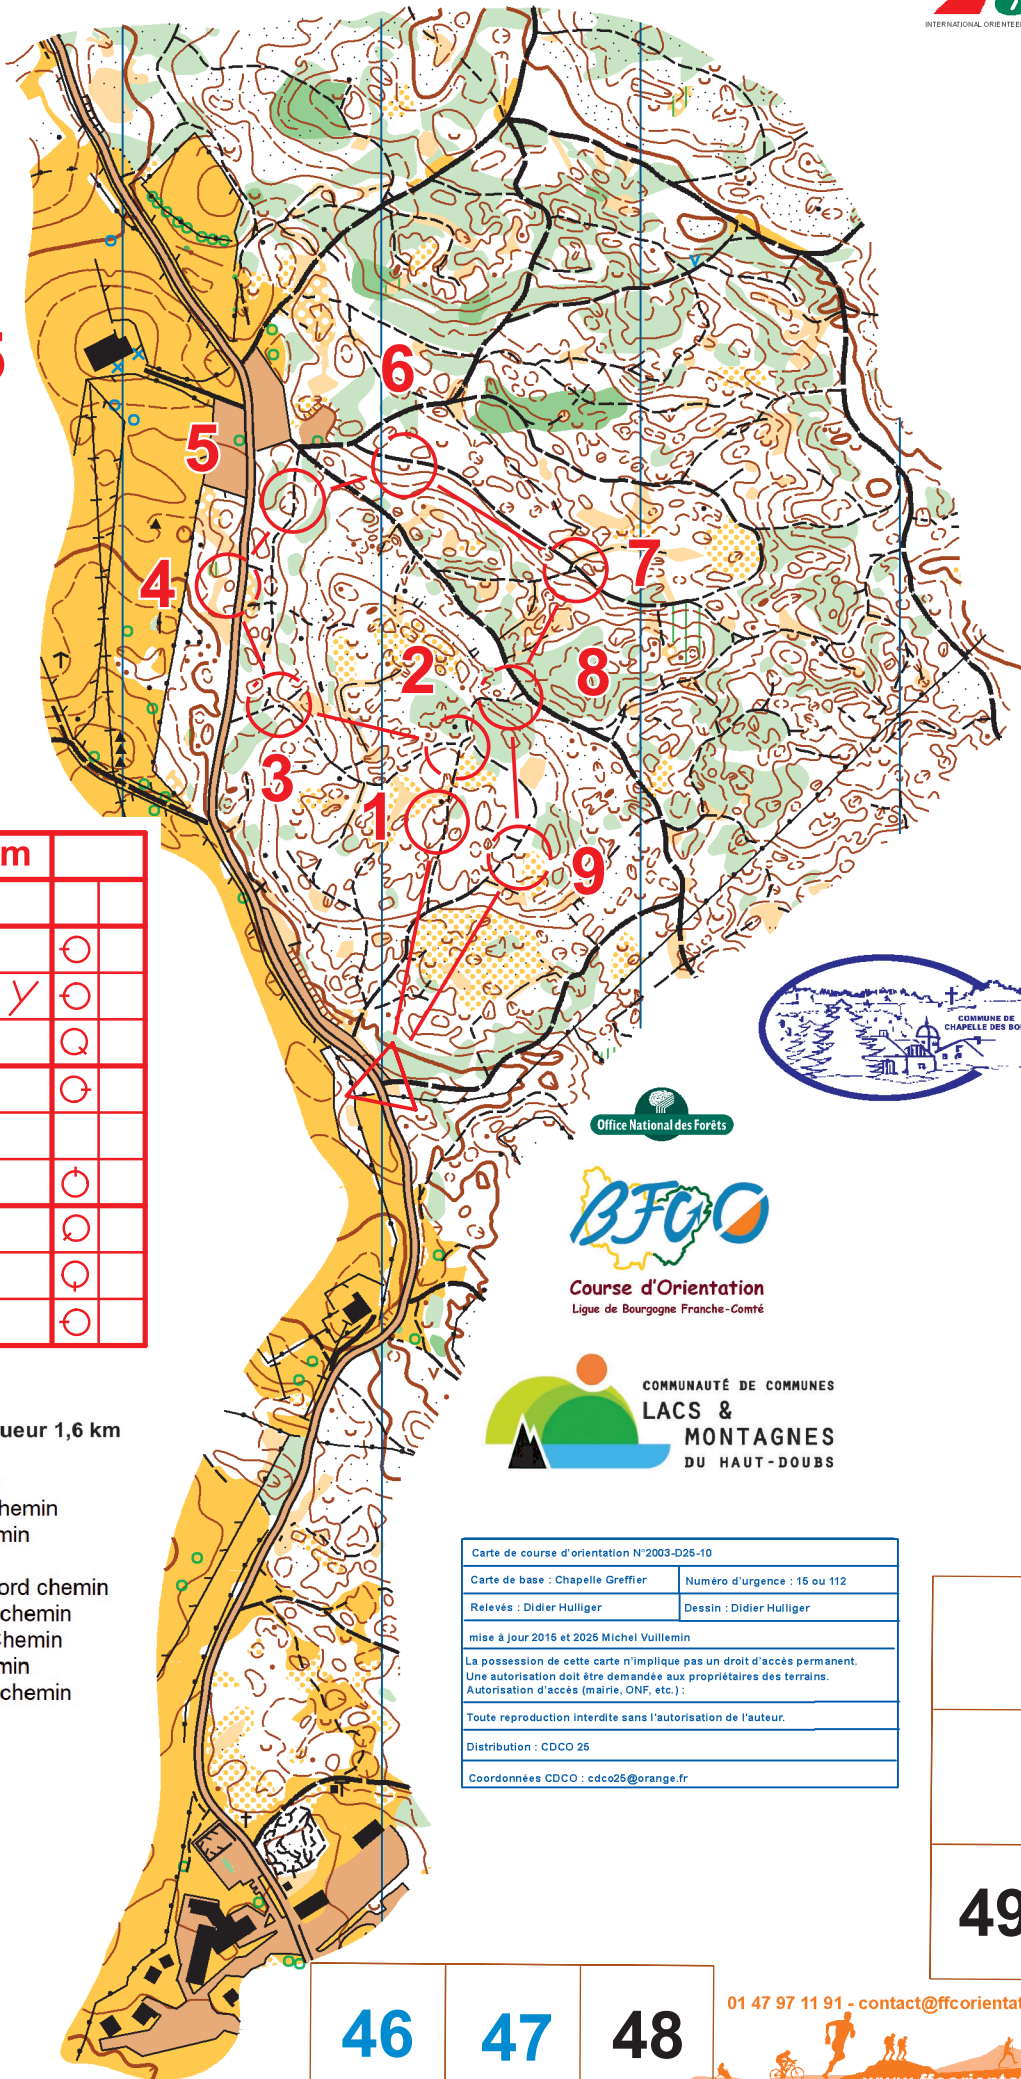 INTERNATIONAL ORIENTEE
5
6
5
7
4
2
8
3
1
9
m
COMMUNE DE
CHAPELLE DES BO
Office National des Forêts
BFCO
Course d'Orientation
Ligue de Bourgogne Franche-Comté
COMMUNAUTÉ DE COMMUNES
LACS &
MONTAGNES
DU HAUT-DOUBS
ueur 1,6 km
hemin
min
ord chemin
chemin
hemin
min
chemin
Carte de course d'orientation N°2003-D25-10
Carte de base : Chapelle Greffier
Numéro d'urgence : 15 ou 112
Relevés : Didier Hulliger
Dessin : Didier Hulliger
mise à jour 2015 et 2025 Michel Vuillemin
La possession de cette carte n'implique pas un droit d'accès permanent.
Une autorisation doit être demandée aux propriétaires des terrains.
Autorisation d'accès (mairie, ONF, etc.) :
Toute reproduction interdite sans l'autorisation de l'auteur.
Distribution : CDCO 25
Coordonnées CDCO : cdco25@orange.fr
49
46
47
48
01 47 97 11 91 - contact@ffcorientat